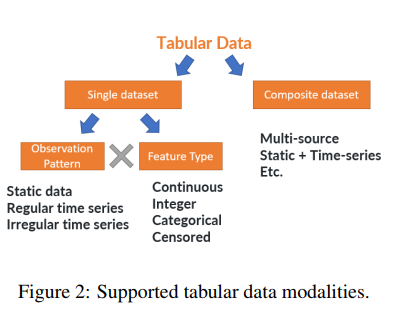 Tabular Data
Single dataset
Composite dataset
Observation
Pattern
Feature Type
Static data
Regular time series
Irregular time series
Continuous
Integer
Categorical
Censored
Multi-source
Static + Time-series
Etc.
Figure 2: Supported tabular data modalities.